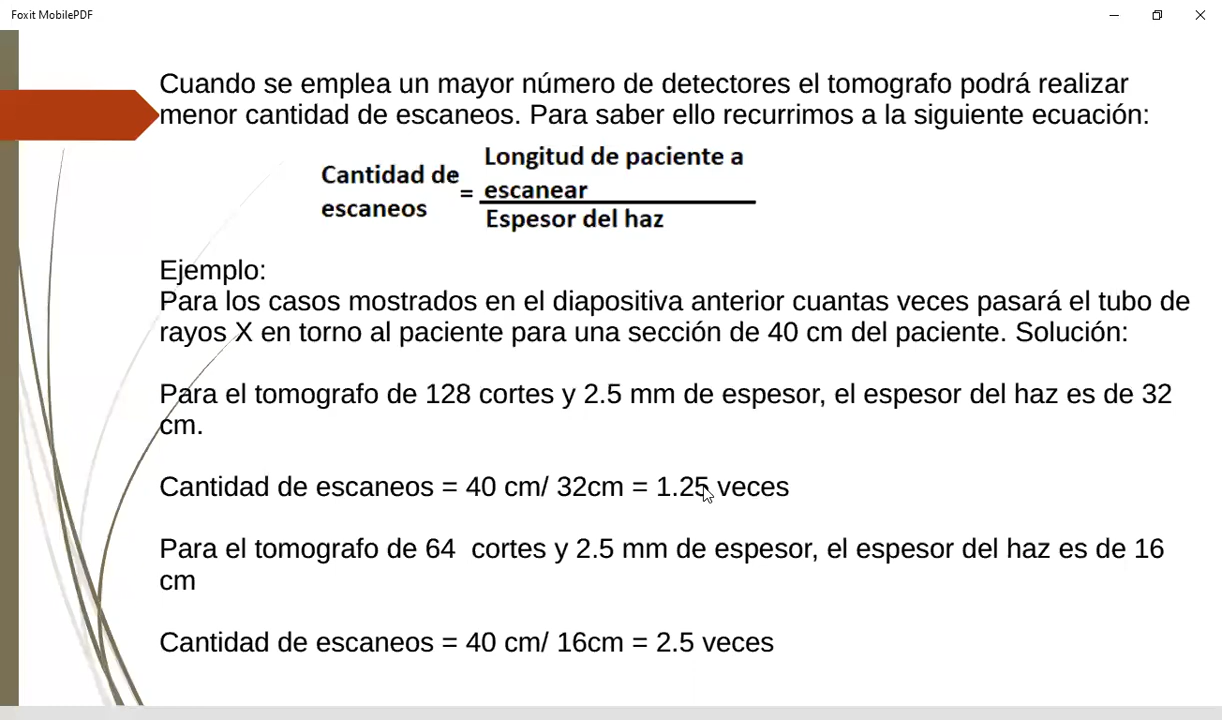 Foxit MobilePDF
Cuando se emplea un mayor número de detectores el tomografo podrá realizar
menor cantidad de escaneos. Para saber ello recurrimos a la siguiente ecuación:
Cantidad de escaneos = Longitud de paciente a escanear / Espesor del haz
Ejemplo:
Para los casos mostrados en el diapositiva anterior cuantas veces pasará el tubo de
rayos X en torno al paciente para una sección de 40 cm del paciente. Solución:
Para el tomografo de 128 cortes y 2.5 mm de espesor, el espesor del haz es de 32
cm.
Cantidad de escaneos = 40 cm/ 32cm = 1.25 veces
Para el tomografo de 64  cortes y 2.5 mm de espesor, el espesor del haz es de 16
cm
Cantidad de escaneos = 40 cm/ 16cm = 2.5 veces